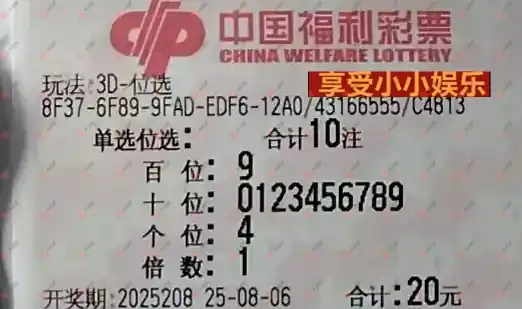 中国福利彩票
CHINA WELFARE LOTTERY
玩法:3D-位选
享受小小娱乐
8F37-6F89-9FAD-EDF6-12A0/43166555/C4813
单选位选: 合计10注
百 位: 9
十 位: 0123456789
个 位: 4
倍 数: 1
开奖期: 2025208 25-08-06 合计: 20元